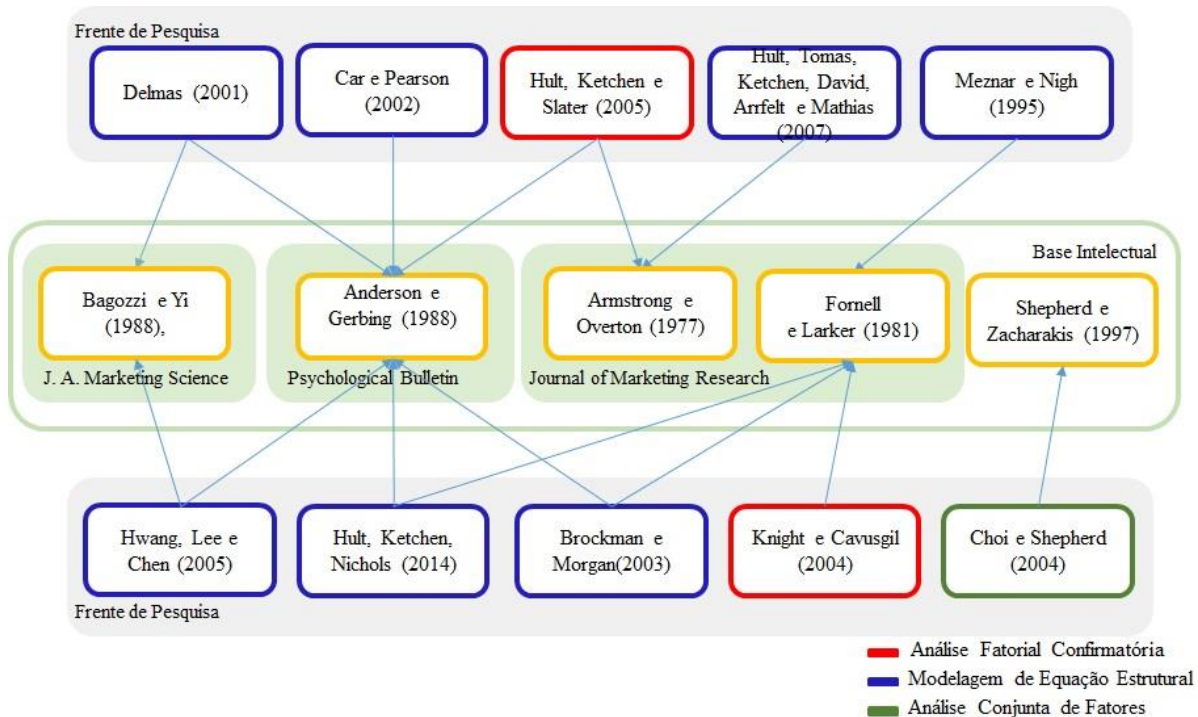 Frente de Pesquisa
Delmas (2001)
Car e Pearson
(2002)
Hult, Ketchen e
Slater (2005)
Hult, Tomas,
Ketchen, David,
Arrfelt e Mathias
(2007)
Meznar e Nigh
(1995)
Base Intelectual
Bagozzi e Yi
(1988),
Anderson e
Gerbing (1988)
Armstrong e
Overton (1977)
Fornell
e Larker (1981)
Shepherd e
Zacharakis (1997)
J. A. Marketing Science
Psychological Bulletin
Journal of Marketing Research
Hwang, Lee e
Chen (2005)
Hult, Ketchen,
Nichols (2014)
Brockman e
Morgan(2003)
Knight e Cavusgil
(2004)
Choi e Shepherd
(2004)
Frente de Pesquisa
Análise Fatorial Confirmatória
Modelagem de Equação Estrutural
Análise Conjunta de Fatores